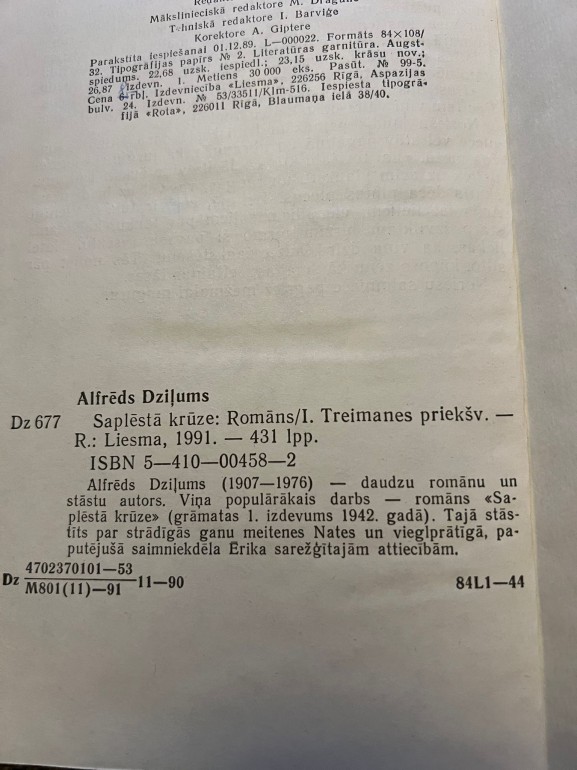 Mākslinieciskā redaktore M. Dragune
Tehniskā redaktore I. Barviģe
Korektore A. Giptere
Parakstīta iespiešanai 01.12.89. L—000022. Formāts 84×108/
32. Tipogrāfijas papīrs № 2. Literatūras garnitūra. Augst-
spiedums. 22,68 uzsk. iespiedl.; 23,15 uzsk. krāsu nov.;
26,87 izdevn. l. Metiens 30 000 eks. Pasūt. № 99-5.
Cena rbļ. Izdevniecība «Liesma», 226256 Rīgā, Aspazijas
bulv. 24. Izdevn. № 53/33511/Klm-516. Iespiesta tipogrā-
fijā «Rota», 226011 Rīgā, Blaumaņa ielā 38/40.
Alfrēds Dziļums
Dz 677 Saplēstā krūze: Romāns/I. Treimanes priekšv. —
R.: Liesma, 1991. — 431 lpp.
ISBN 5—410—00458—2
Alfrēds Dziļums (1907—1976) — daudzu romānu un
stāstu autors. Viņa populārākais darbs — romāns «Sa-
plēstā krūze» (grāmatas 1. izdevums 1942. gadā). Tajā stās-
tīts par strādīgās ganu meitenes Nates un vieglprātīgā, pa-
putējušā saimniekdēla Ērika sarežģītajām attiecībām.
Dz 4702370101—53
M801(11)—91 11—90 84L1—44